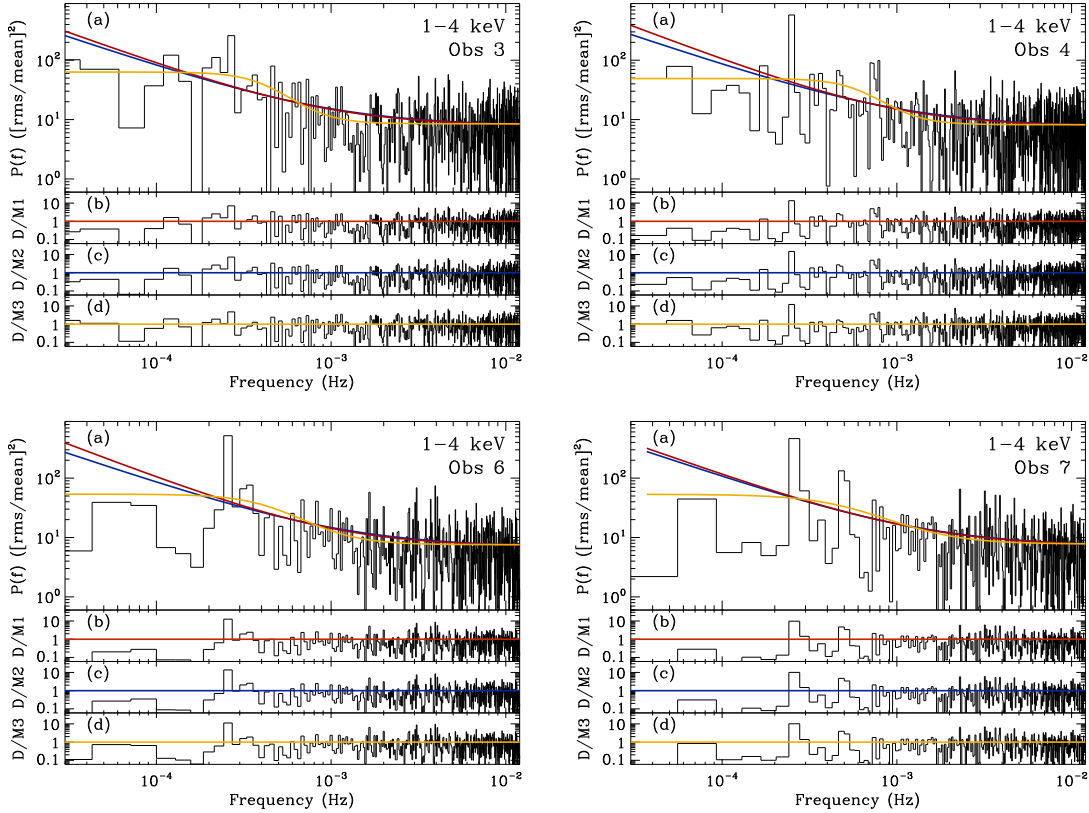 (a)
1−4 keV
Obs 3
P(f) ([rms/mean]²)
10²
10¹
10⁰
(b)
D/M1
10
1
0.1
(c)
D/M2
10
1
0.1
(d)
D/M3
10
1
0.1
10⁻⁴
10⁻³
10⁻²
Frequency (Hz)
(a)
1−4 keV
Obs 4
P(f) ([rms/mean]²)
10²
10¹
10⁰
(b)
D/M1
10
1
0.1
(c)
D/M2
10
1
0.1
(d)
D/M3
10
1
0.1
10⁻⁴
10⁻³
10⁻²
Frequency (Hz)
(a)
1−4 keV
Obs 6
P(f) ([rms/mean]²)
10²
10¹
10⁰
(b)
D/M1
10
1
0.1
(c)
D/M2
10
1
0.1
(d)
D/M3
10
1
0.1
10⁻⁴
10⁻³
10⁻²
Frequency (Hz)
(a)
1−4 keV
Obs 7
P(f) ([rms/mean]²)
10²
10¹
10⁰
(b)
D/M1
10
1
0.1
(c)
D/M2
10
1
0.1
(d)
D/M3
10
1
0.1
10⁻⁴
10⁻³
10⁻²
Frequency (Hz)